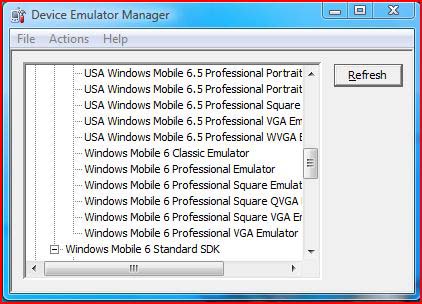 Device Emulator Manager
File Actions Help
Refresh
USA Windows Mobile 6.5 Professional Portrait
USA Windows Mobile 6.5 Professional Portrait
USA Windows Mobile 6.5 Professional Square
USA Windows Mobile 6.5 Professional VGA Em
USA Windows Mobile 6.5 Professional WVGA E
Windows Mobile 6 Classic Emulator
Windows Mobile 6 Professional Emulator
Windows Mobile 6 Professional Square Emulat
Windows Mobile 6 Professional Square QVGA
Windows Mobile 6 Professional Square VGA Em
Windows Mobile 6 Professional VGA Emulator
Windows Mobile 6 Standard SDK